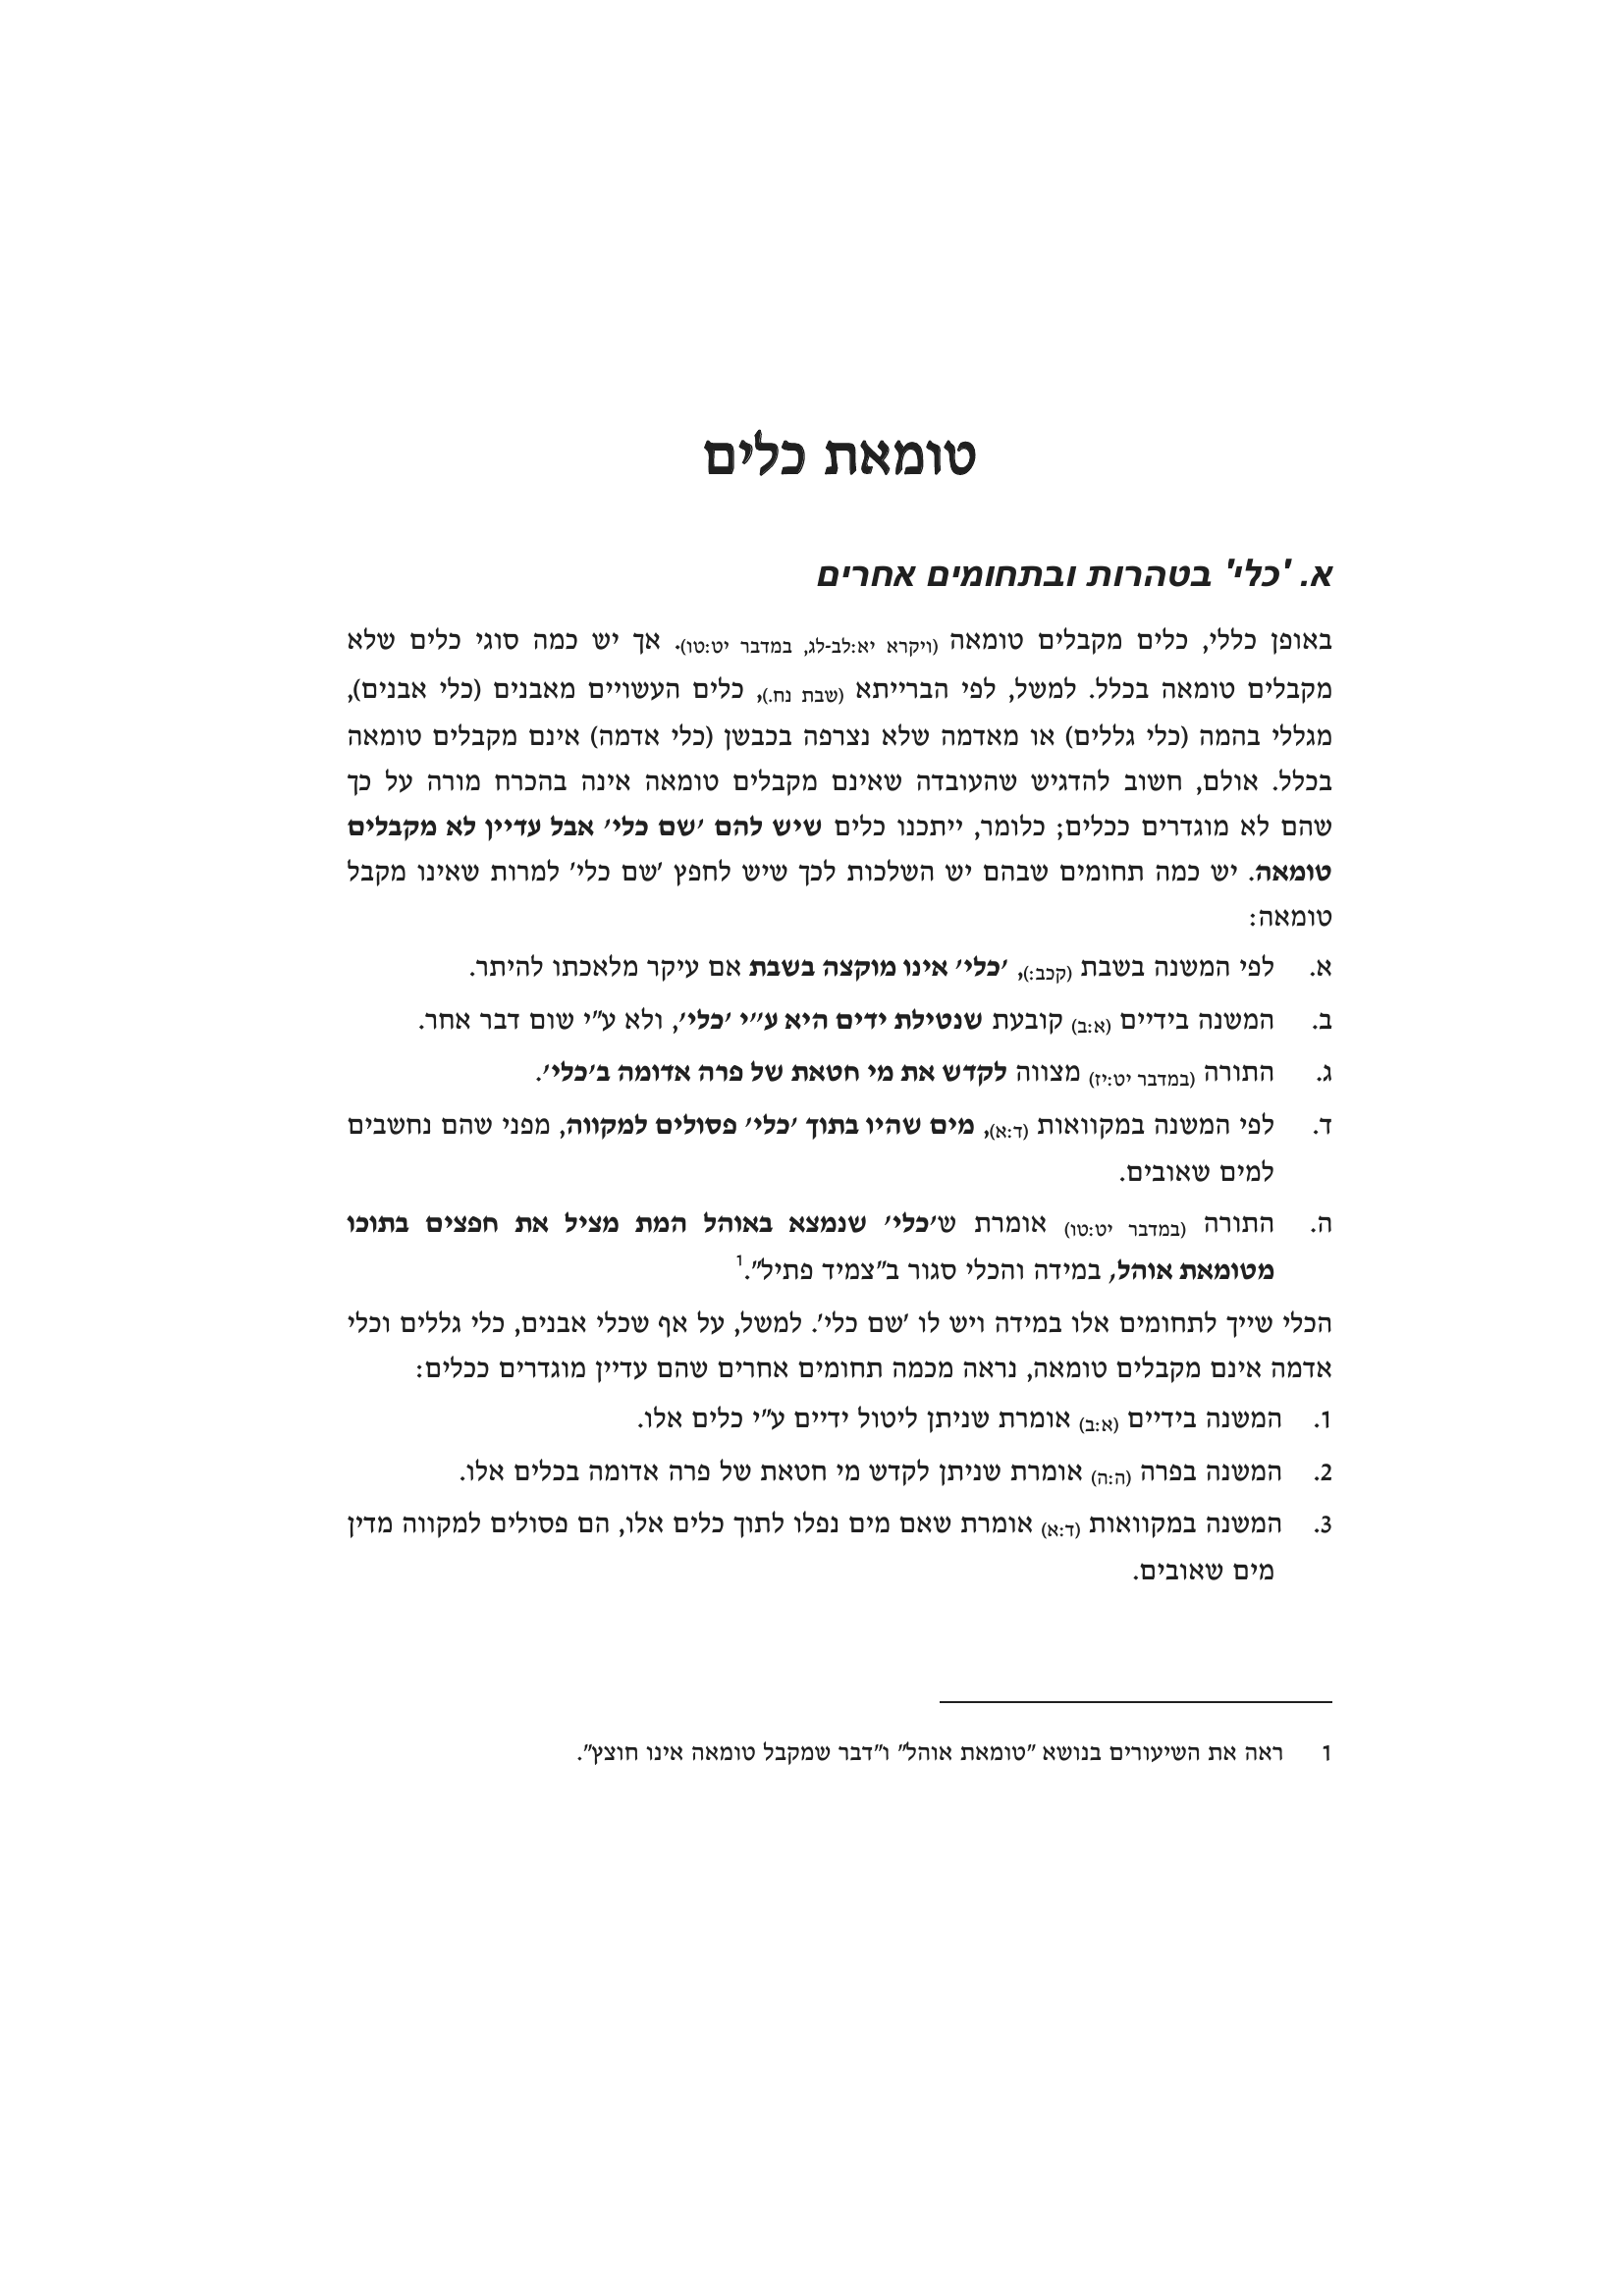 טומאת כלים
א. 'כלי' בטהרות ובתחומים אחרים
באופן כללי, כלים מקבלים טומאה (ויקרא יא:לב-לג, במדבר יט:טו). אך יש כמה סוגי כלים שלא
מקבלים טומאה בכלל. למשל, לפי הברייתא (שבת נח.), כלים העשויים מאבנים (כלי אבנים),
מגללי בהמה (כלי גללים) או מאדמה שלא נצרפה בכבשן (כלי אדמה) אינם מקבלים טומאה
בכלל. אולם, חשוב להדגיש שהעובדה שאינם מקבלים טומאה אינה בהכרח מורה על כך
שהם לא מוגדרים ככלים; כלומר, ייתכנו כלים שיש להם 'שם כלי' אבל עדיין לא מקבלים
טומאה. יש כמה תחומים שבהם יש השלכות לכך שיש לחפץ 'שם כלי' למרות שאינו מקבל
טומאה:
א. לפי המשנה בשבת (קכב:), 'כלי' אינו מוקצה בשבת אם עיקר מלאכתו להיתר.
ב. המשנה בידיים (א:ב) קובעת שנטילת ידים היא ע"י 'כלי', ולא ע"י שום דבר אחר.
ג. התורה (במדבר יט:יז) מצווה לקדש את מי חטאת של פרה אדומה ב'כלי'.
ד. לפי המשנה במקוואות (ד:א), מים שהיו בתוך 'כלי' פסולים למקווה, מפני שהם נחשבים
למים שאובים.
ה. התורה (במדבר יט:טו) אומרת ש'כלי' שנמצא באוהל המת מציל את חפצים בתוכו
מטומאת אוהל, במידה והכלי סגור ב"צמיד פתיל".1
הכלי שייך לתחומים אלו במידה ויש לו 'שם כלי'. למשל, על אף שכלי אבנים, כלי גללים וכלי
אדמה אינם מקבלים טומאה, נראה מכמה תחומים אחרים שהם עדיין מוגדרים ככלים:
1. המשנה בידיים (א:ב) אומרת שניתן ליטול ידיים ע"י כלים אלו.
2. המשנה בפרה (ה:ה) אומרת שניתן לקדש מי חטאת של פרה אדומה בכלים אלו.
3. המשנה במקוואות (ד:א) אומרת שאם מים נפלו לתוך כלים אלו, הם פסולים למקווה מדין
מים שאובים.
1 ראה את השיעורים בנושא "טומאת אוהל" ו"דבר שמקבל טומאה אינו חוצץ".